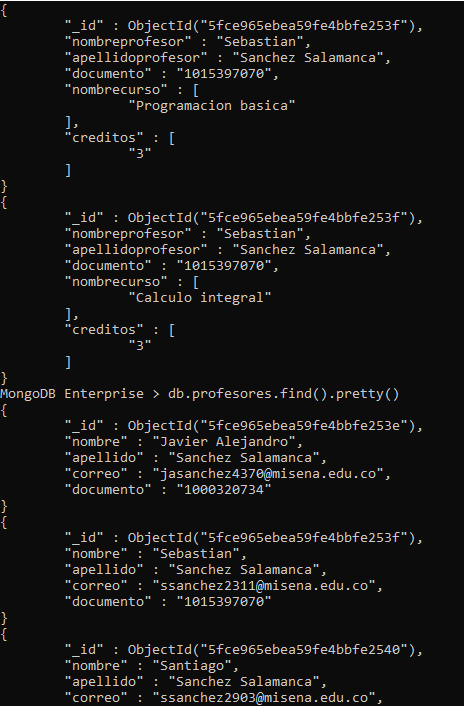 {
"_id" : ObjectId("5fce965ebea59fe4bbfe253f"),
"nombreprofesor" : "Sebastian",
"apellidoprofesor" : "Sanchez Salamanca",
"documento" : "1015397070",
"nombrecurso" : [
"Programacion basica"
],
"creditos" : [
"3"
]
}
{
"_id" : ObjectId("5fce965ebea59fe4bbfe253f"),
"nombreprofesor" : "Sebastian",
"apellidoprofesor" : "Sanchez Salamanca",
"documento" : "1015397070",
"nombrecurso" : [
"Calculo integral"
],
"creditos" : [
"3"
]
}
MongoDB Enterprise > db.profesores.find().pretty()
{
"_id" : ObjectId("5fce965ebea59fe4bbfe253e"),
"nombre" : "Javier Alejandro",
"apellido" : "Sanchez Salamanca",
"correo" : "jasanchez4370@misena.edu.co",
"documento" : "1000320734"
}
{
"_id" : ObjectId("5fce965ebea59fe4bbfe253f"),
"nombre" : "Sebastian",
"apellido" : "Sanchez Salamanca",
"correo" : "ssanchez2311@misena.edu.co",
"documento" : "1015397070"
}
{
"_id" : ObjectId("5fce965ebea59fe4bbfe2540"),
"nombre" : "Santiago",
"apellido" : "Sanchez Salamanca",
"correo" : "ssanchez2903@misena.edu.co",